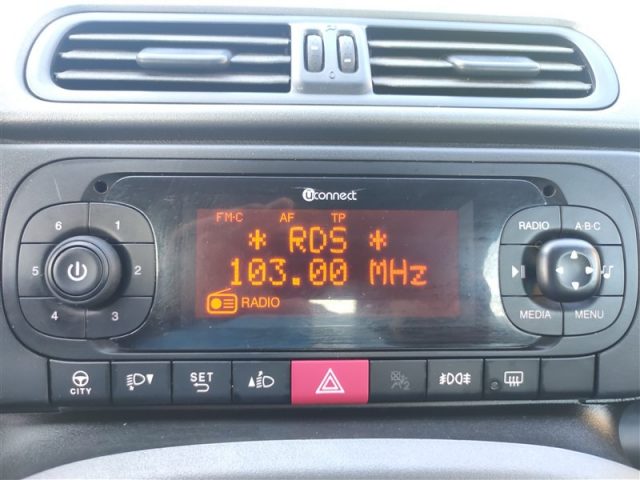 Uconnect
FM-C AF TP
* RDS *
103.00 MHz
RADIO
6 1
5 2
4 3
RADIO A·B·C
MEDIA MENU
CITY
SET